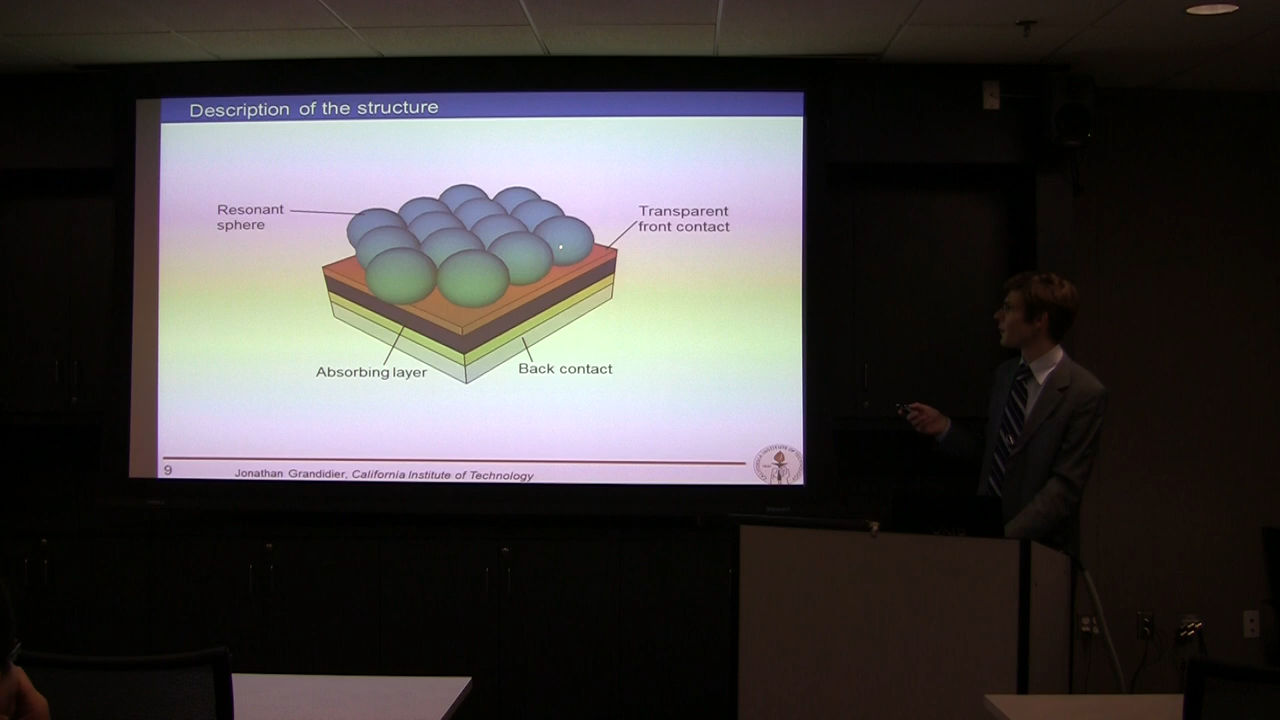 Description of the structure
Resonant
sphere
Transparent
front contact
Absorbing layer
Back contact
9
Jonathan Grandidier, California Institute of Technology